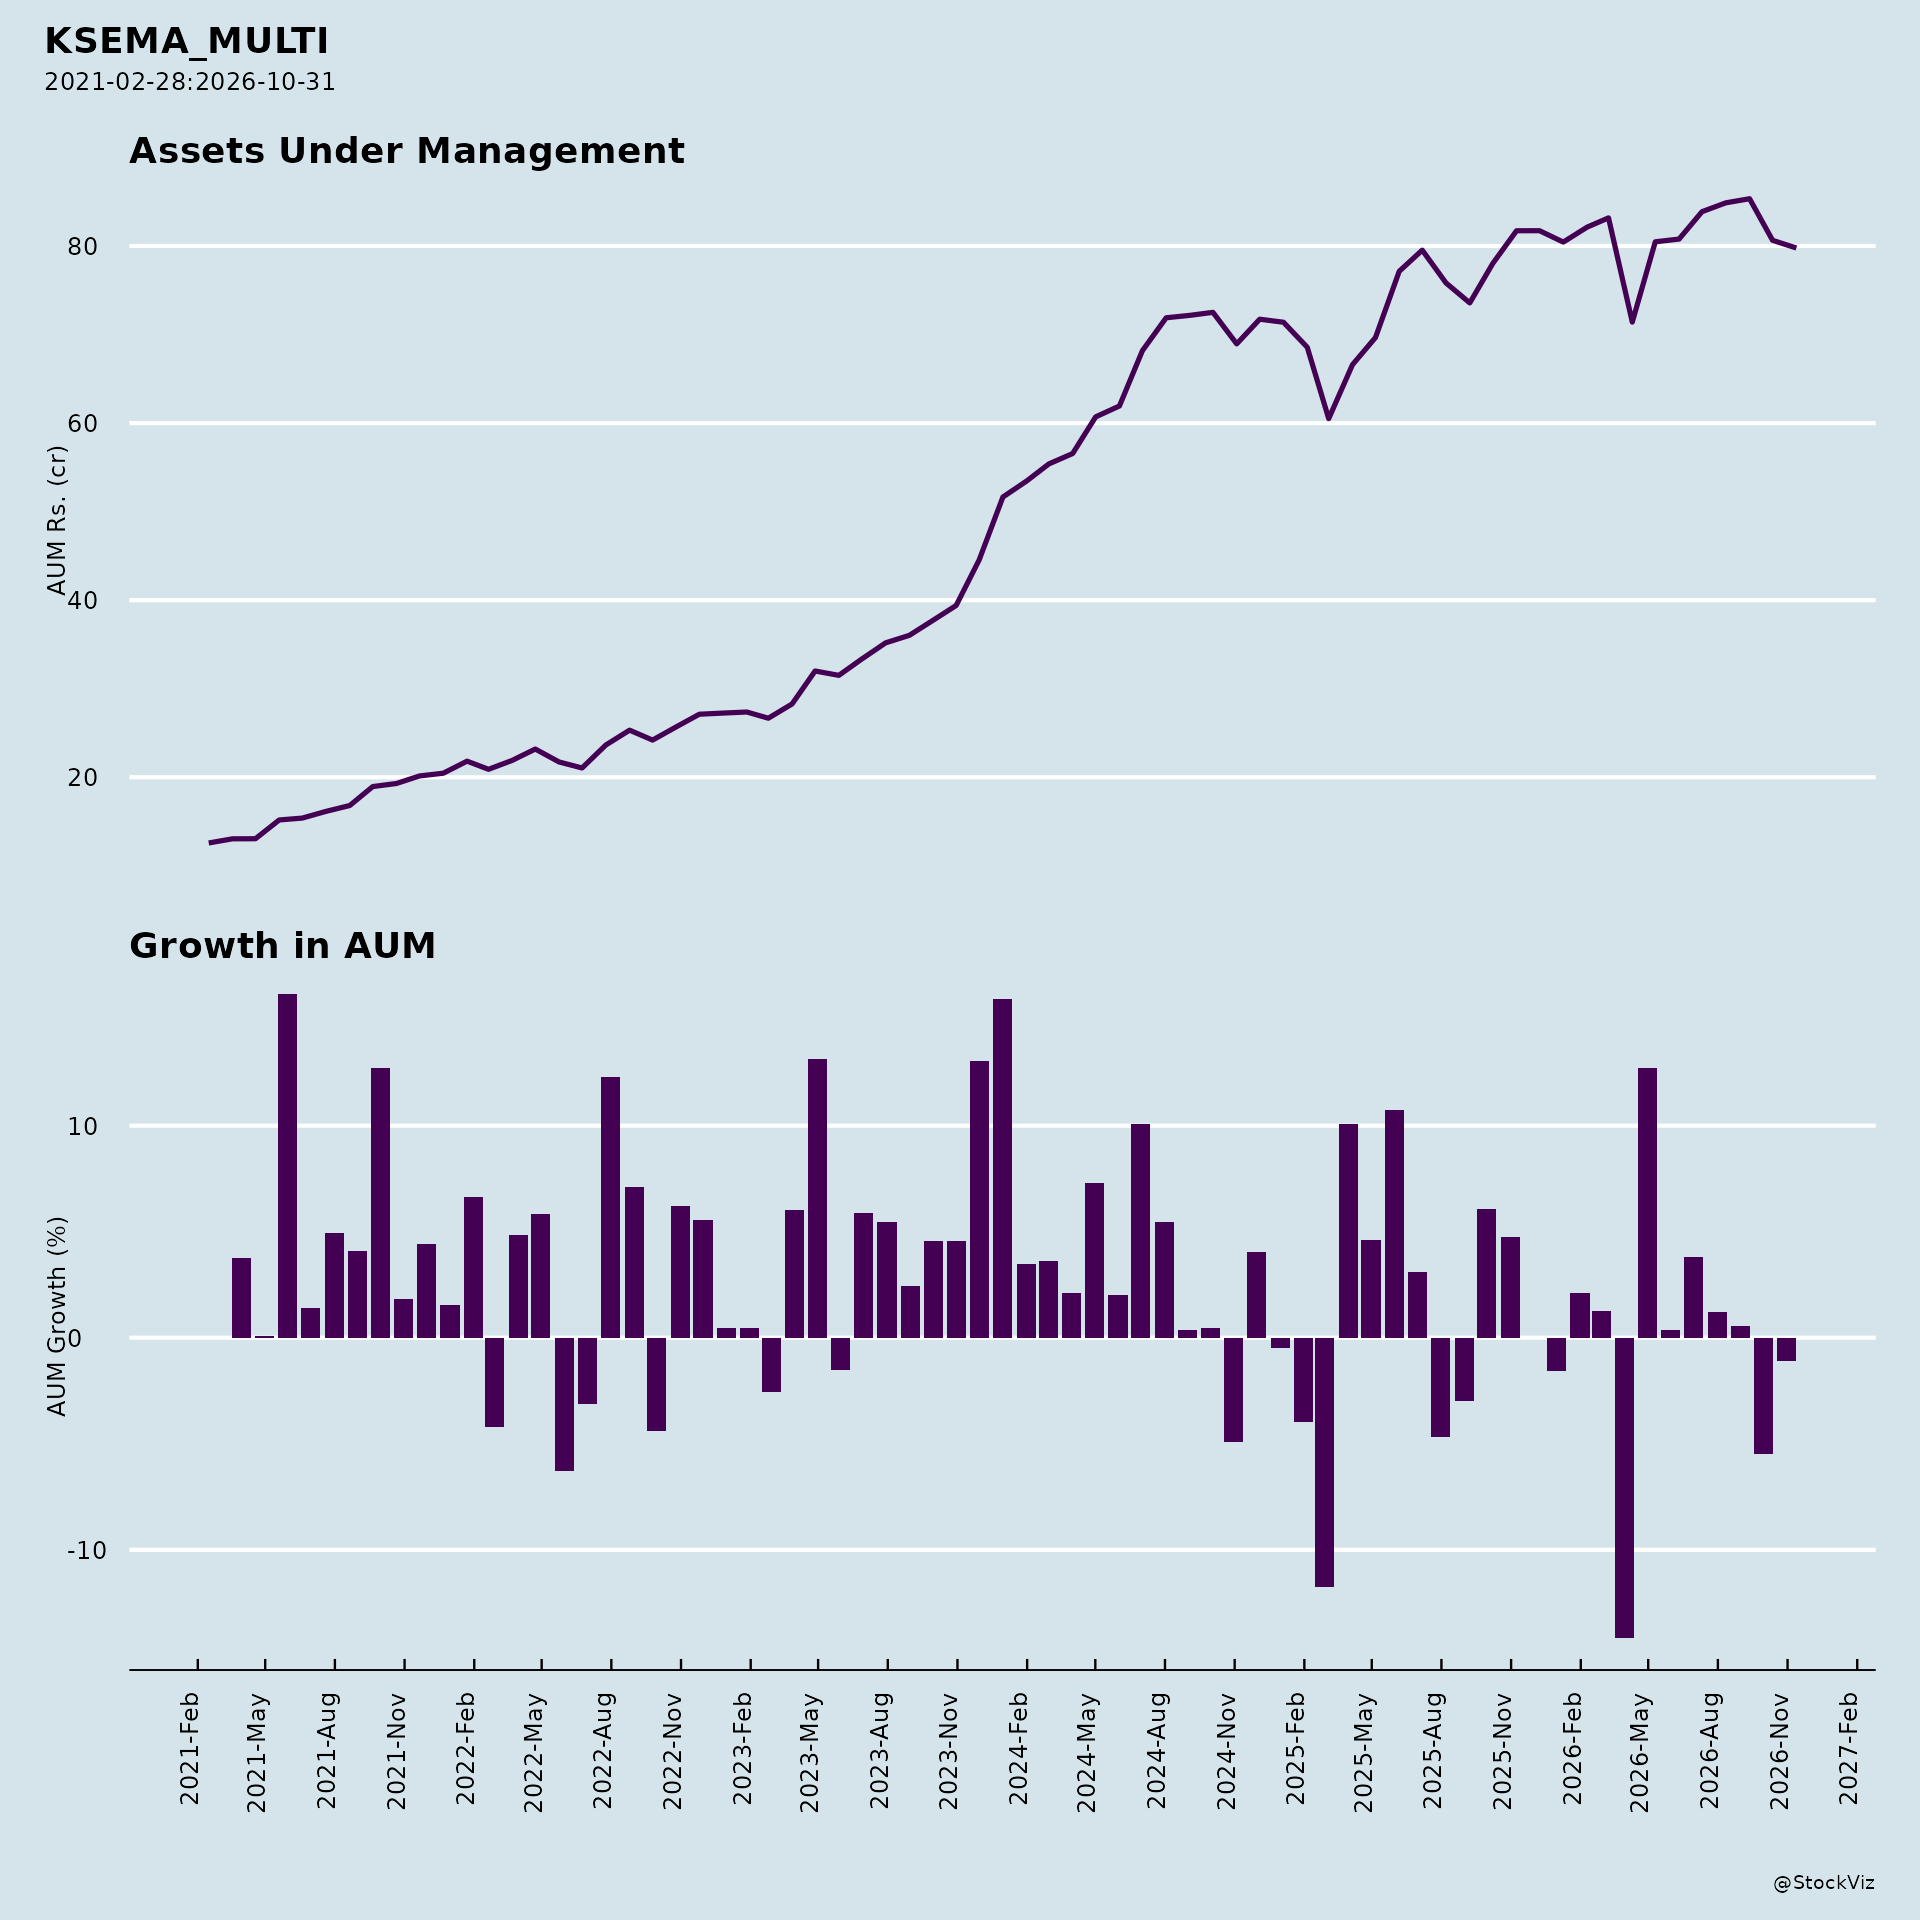 KSEMA_MULTI
2021-02-28:2026-10-31
Assets Under Management
80
60
40
20
AUM Rs. (cr)
Growth in AUM
10
0
-10
AUM Growth (%)
2021-Feb
2021-May
2021-Aug
2021-Nov
2022-Feb
2022-May
2022-Aug
2022-Nov
2023-Feb
2023-May
2023-Aug
2023-Nov
2024-Feb
2024-May
2024-Aug
2024-Nov
2025-Feb
2025-May
2025-Aug
2025-Nov
2026-Feb
2026-May
2026-Aug
2026-Nov
2027-Feb
@StockViz